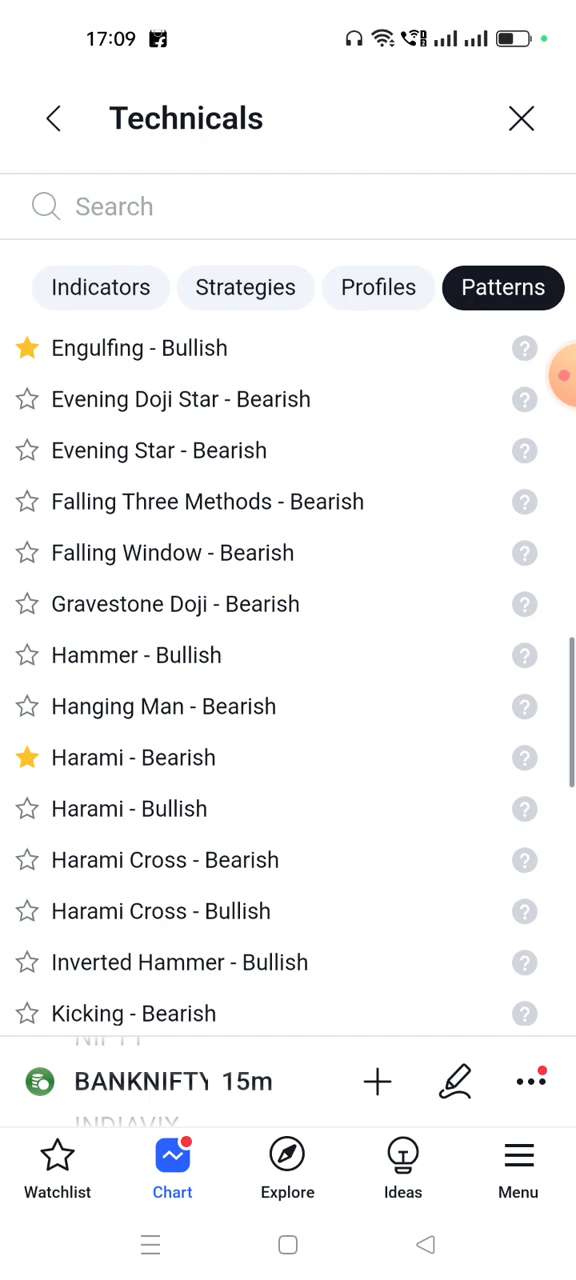 17:09
Technicals
Search
Indicators Strategies Profiles Patterns
Engulfing - Bullish
Evening Doji Star - Bearish
Evening Star - Bearish
Falling Three Methods - Bearish
Falling Window - Bearish
Gravestone Doji - Bearish
Hammer - Bullish
Hanging Man - Bearish
Harami - Bearish
Harami - Bullish
Harami Cross - Bearish
Harami Cross - Bullish
Inverted Hammer - Bullish
Kicking - Bearish
NIFTY
BANKNIFTY 15m
INDIAVIX
Watchlist Chart Explore Ideas Menu